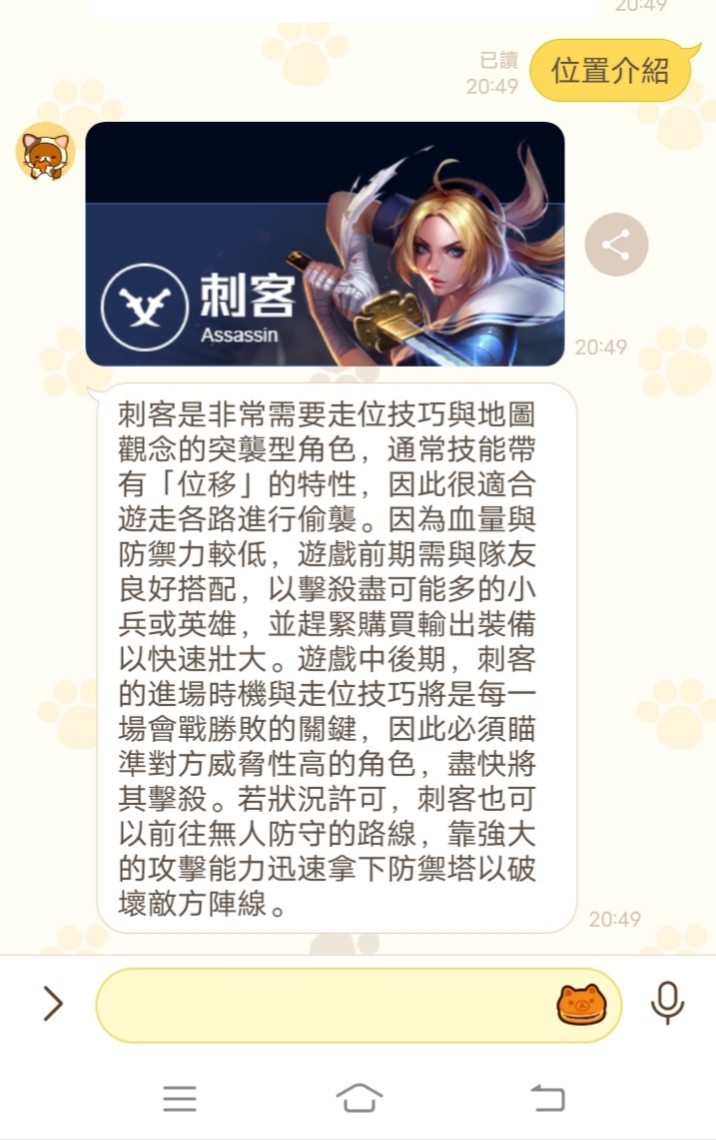 20:49
已讀
20:49
位置介紹
刺客
Assassin
20:49
刺客是非常需要走位技巧與地圖
觀念的突襲型角色，通常技能帶
有「位移」的特性，因此很適合
遊走各路進行偷襲。因為血量與
防禦力較低，遊戲前期需與隊友
良好搭配，以擊殺盡可能多的小
兵或英雄，並趕緊購買輸出裝備
以快速壯大。遊戲中後期，刺客
的進場時機與走位技巧將是每一
場會戰勝敗的關鍵，因此必須瞄
準對方威脅性高的角色，盡快將
其擊殺。若狀況許可，刺客也可
以前往無人防守的路線，靠強大
的攻擊能力迅速拿下防禦塔以破
壞敵方陣線。
20:49